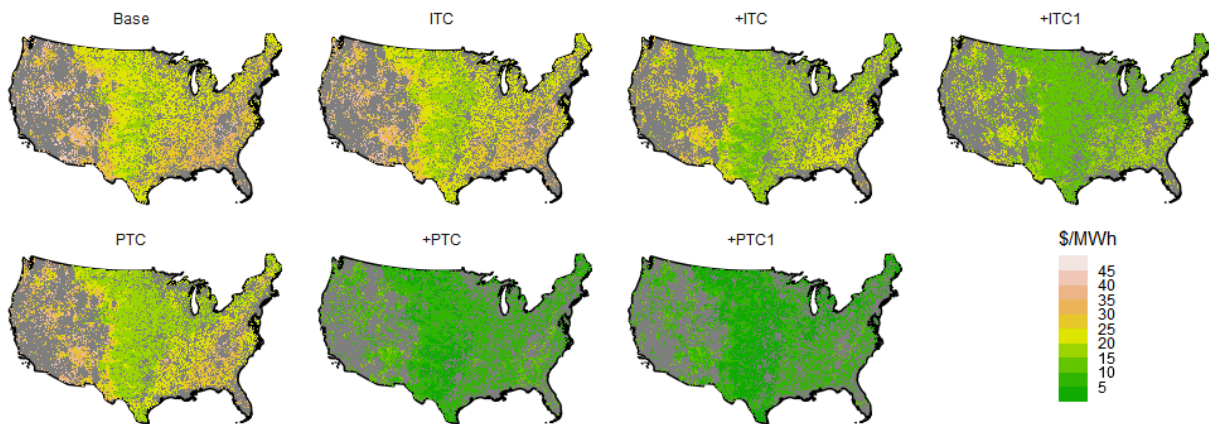 Base
ITC
+ITC
+ITC1
PTC
+PTC
+PTC1
$/MWh
45
40
35
30
25
20
15
10
5